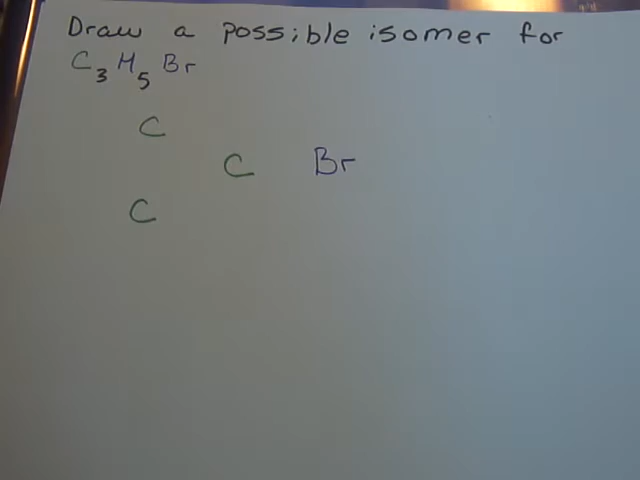 Draw a possible isomer for
C₃H₅Br
C
C Br
C